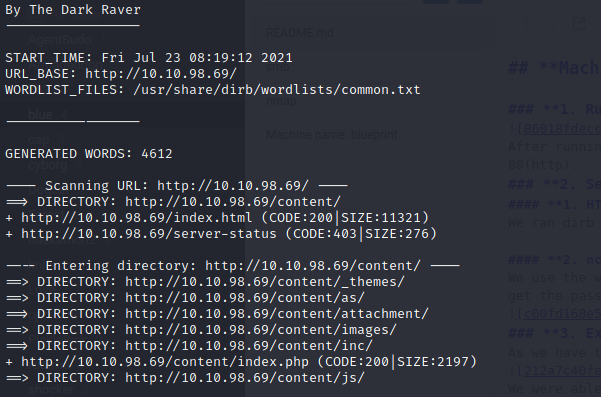 By The Dark Raver
-----------------
START_TIME: Fri Jul 23 08:19:12 2021
URL_BASE: http://10.10.98.69/
WORDLIST_FILES: /usr/share/dirb/wordlists/common.txt
-----------------
GENERATED WORDS: 4612
---- Scanning URL: http://10.10.98.69/ ----
==> DIRECTORY: http://10.10.98.69/content/
+ http://10.10.98.69/index.html (CODE:200|SIZE:11321)
+ http://10.10.98.69/server-status (CODE:403|SIZE:276)
---- Entering directory: http://10.10.98.69/content/ ----
==> DIRECTORY: http://10.10.98.69/content/_themes/
==> DIRECTORY: http://10.10.98.69/content/as/
==> DIRECTORY: http://10.10.98.69/content/attachment/
==> DIRECTORY: http://10.10.98.69/content/images/
==> DIRECTORY: http://10.10.98.69/content/inc/
+ http://10.10.98.69/content/index.php (CODE:200|SIZE:2197)
==> DIRECTORY: http://10.10.98.69/content/js/
README.md
Machine name: blueprint
## **Mach
### **1. Ru
After runnin
80(http)
### **2. Se
#### **1. HT
We can dirb
#### **2. no
We use the w
get the pass
### **3. Ex
As we have t
We were able